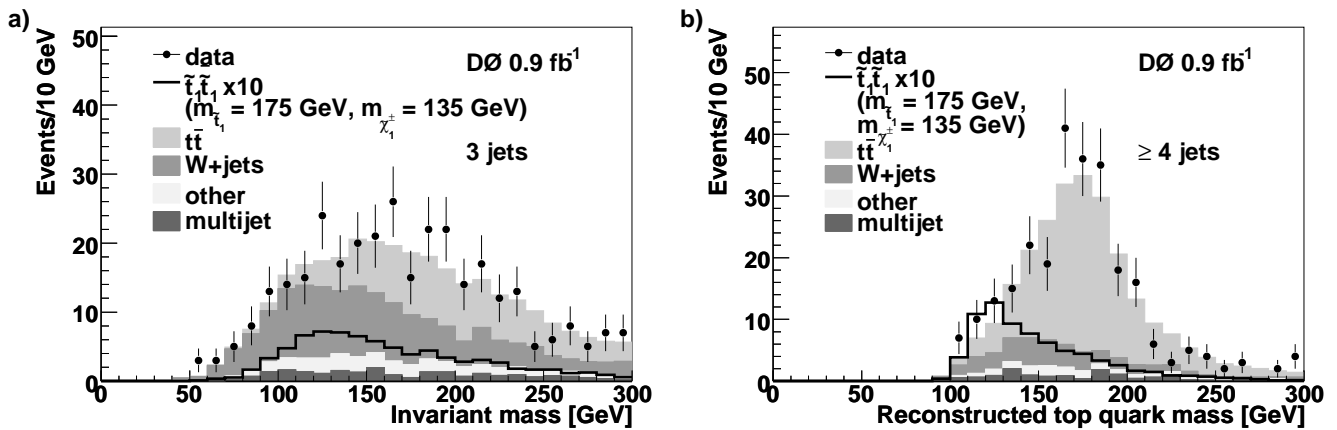 a)
Events/10 GeV
50
40
30
20
10
0
0 50 100 150 200 250 300
Invariant mass [GeV]
data
t̃₁t̃₁ x10
(m_t̃₁ = 175 GeV, m_χ₁± = 135 GeV)
tt̄
W+jets
other
multijet
DØ 0.9 fb⁻¹
3 jets
b)
Events/10 GeV
50
40
30
20
10
0
0 50 100 150 200 250 300
Reconstructed top quark mass [GeV]
data
t̃₁t̃₁ x10
(m_t̃₁ = 175 GeV,
m_χ₁± = 135 GeV)
tt̄
W+jets
other
multijet
DØ 0.9 fb⁻¹
≥ 4 jets